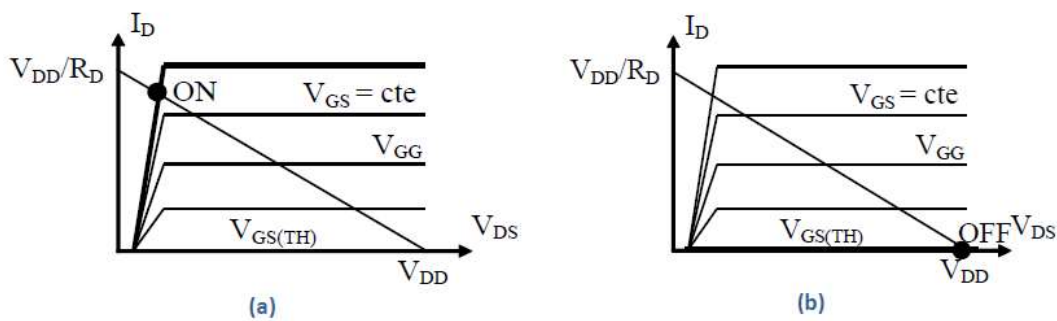 I_D
V_DD/R_D
ON
V_GS = cte
V_GG
V_GS(TH)
V_DS
V_DD
(a)
I_D
V_DD/R_D
V_GS = cte
V_GG
V_GS(TH)
OFF
V_DS
V_DD
(b)